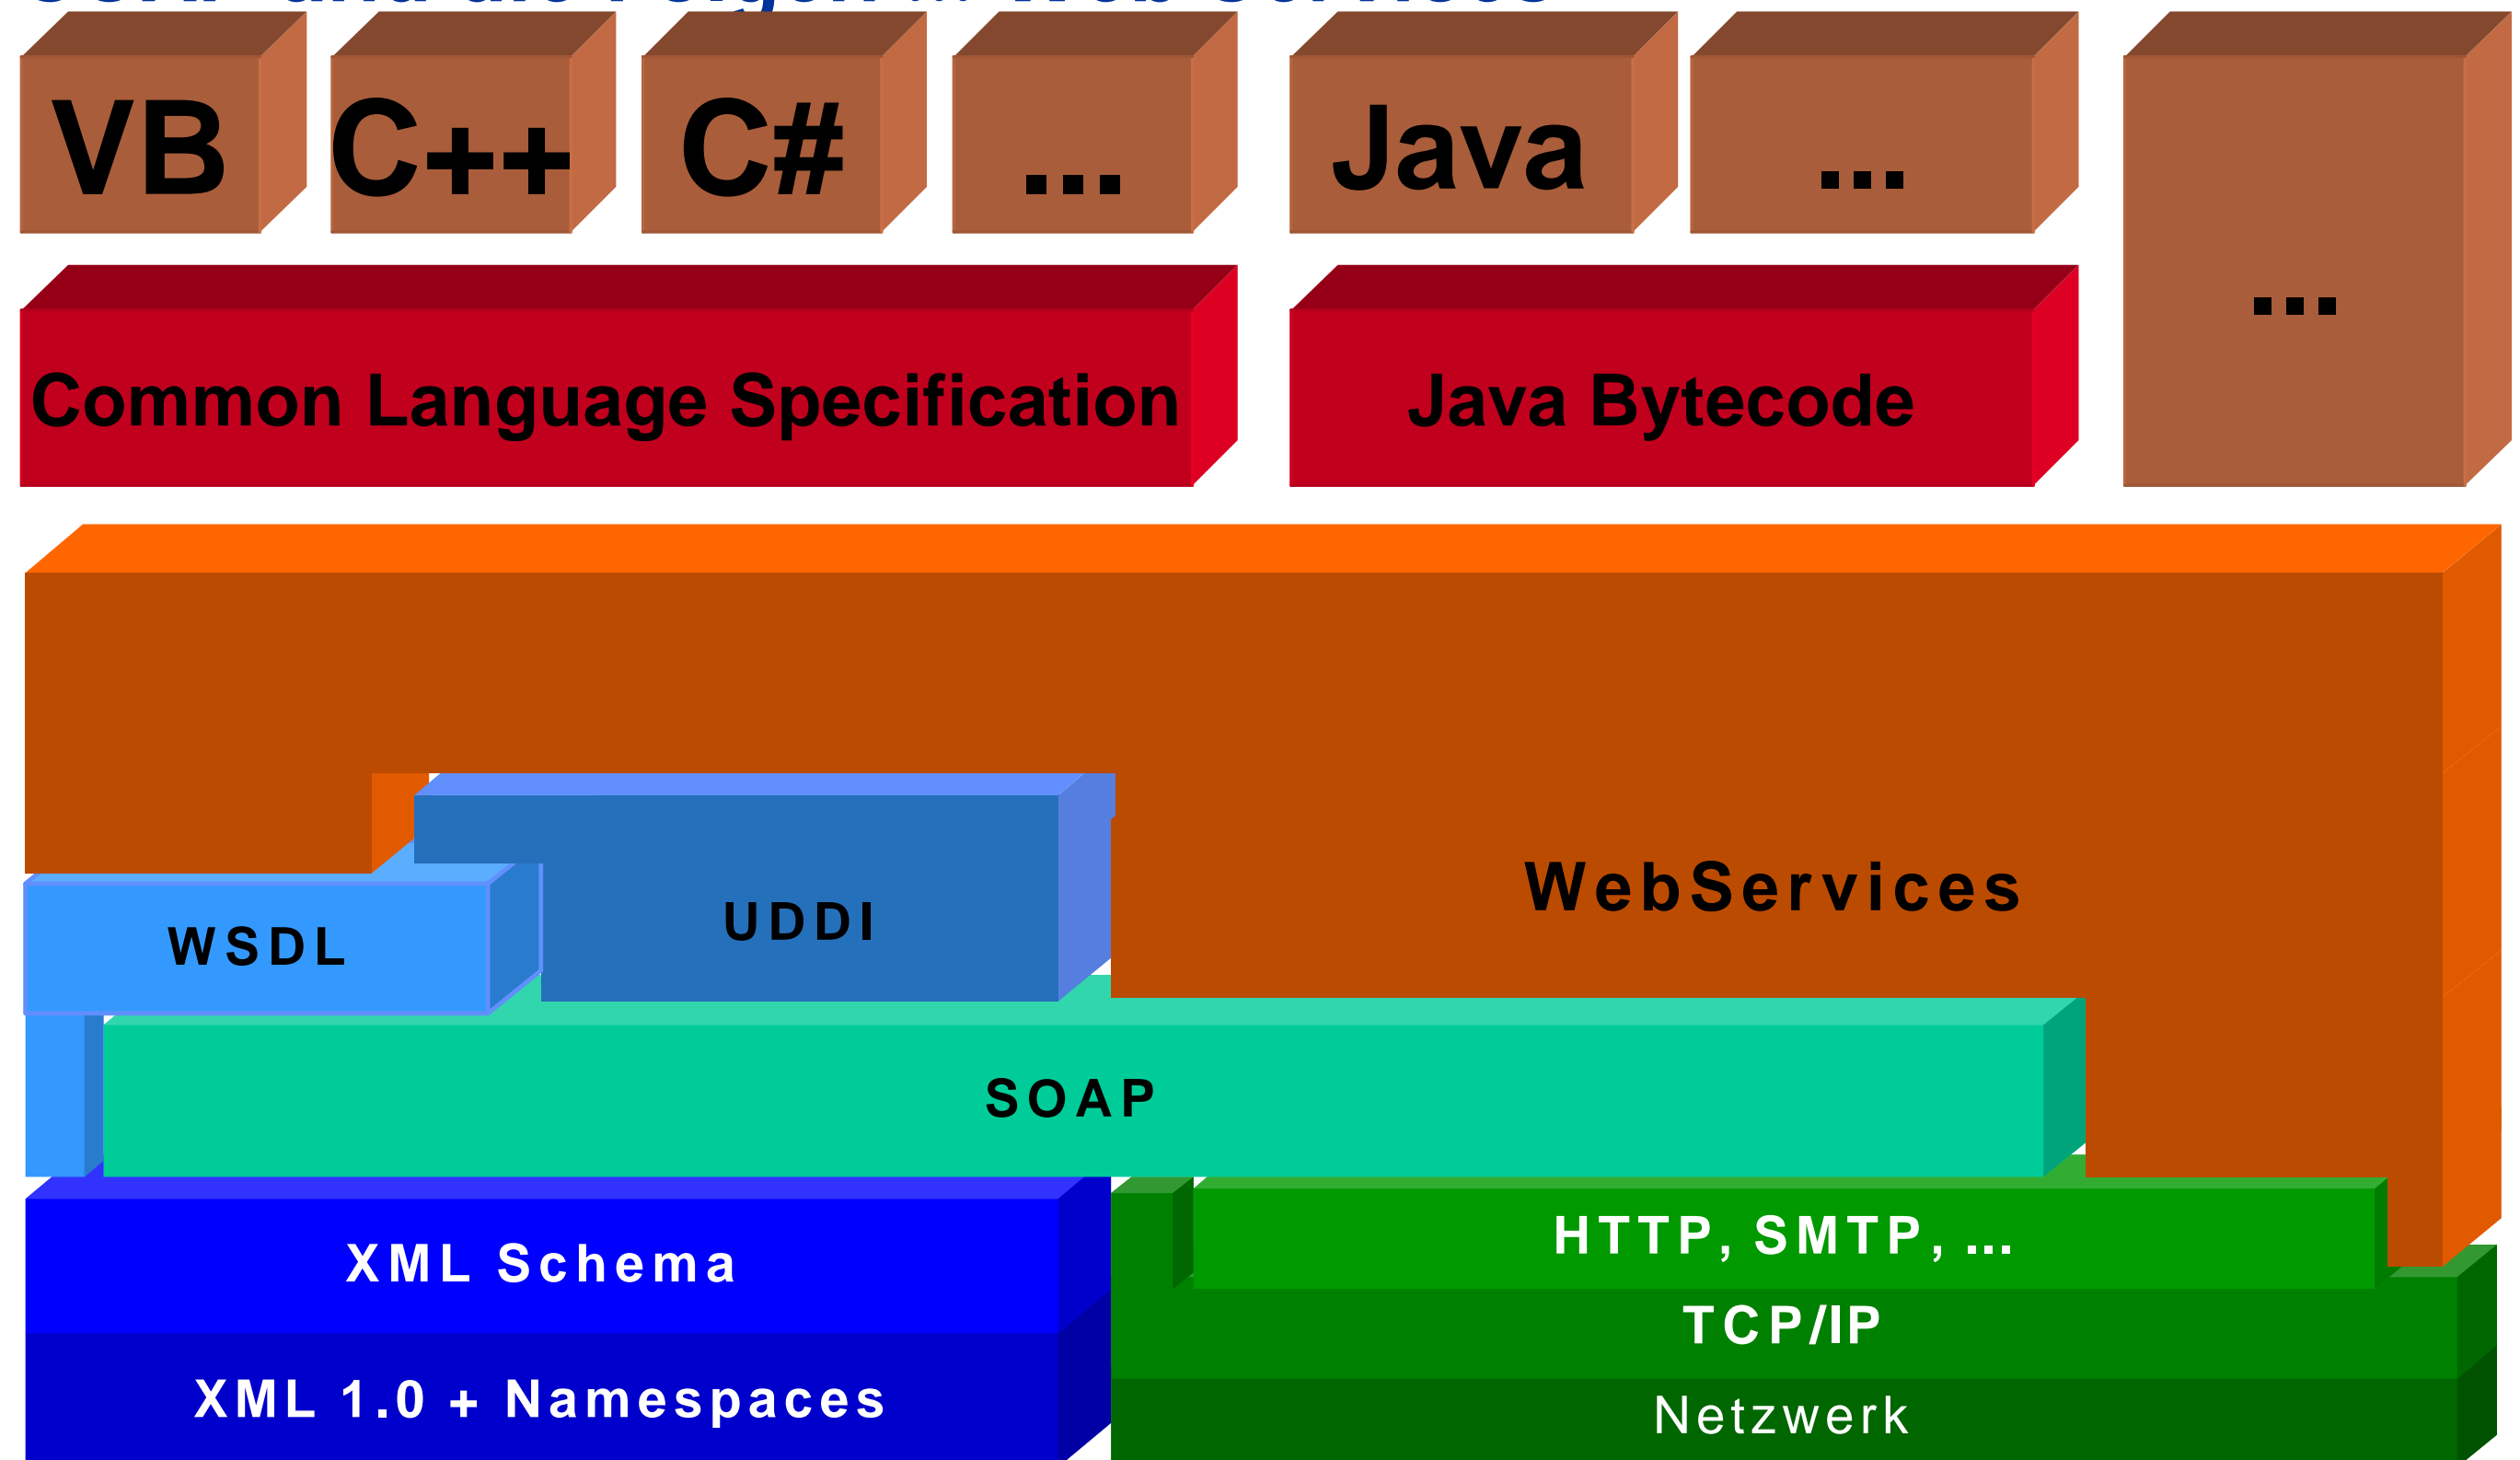 VB C++ C# ... Java ... ...
Common Language Specification Java Bytecode
WebServices
UDDI
WSDL
SOAP
HTTP, SMTP, ...
XML Schema
TCP/IP
XML 1.0 + Namespaces
Netzwerk